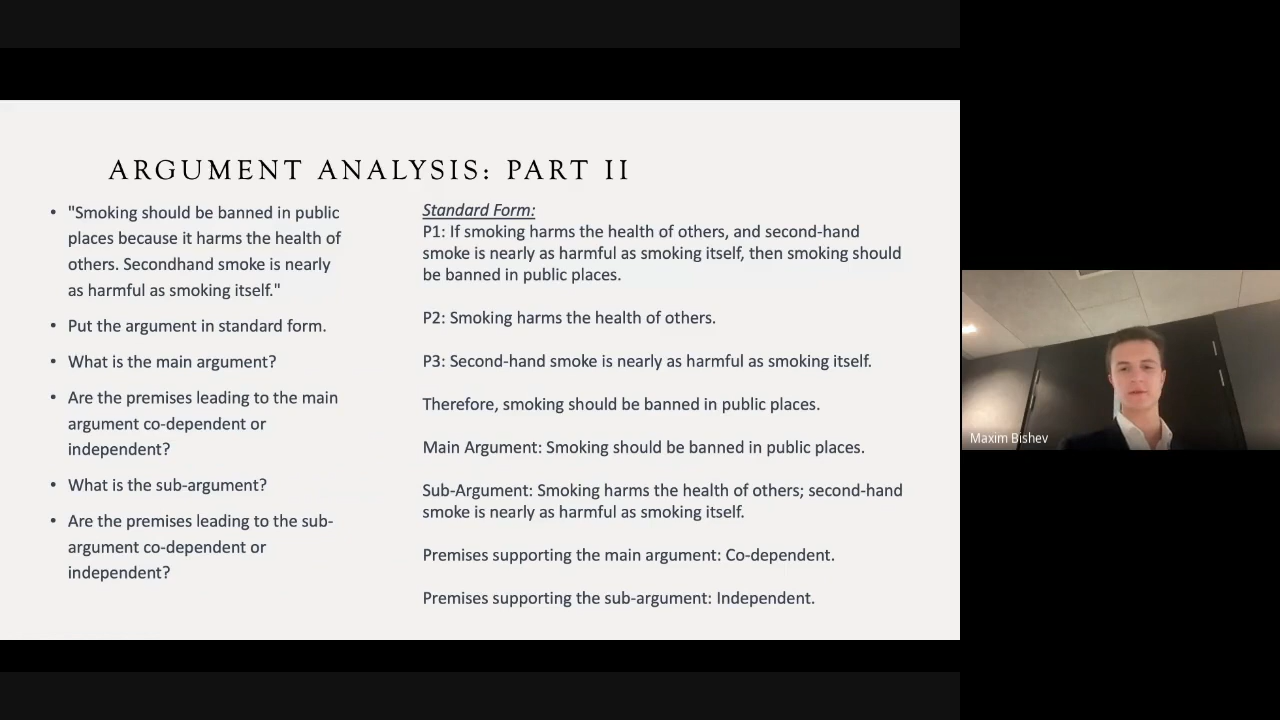 ARGUMENT ANALYSIS: PART II
• "Smoking should be banned in public
places because it harms the health of
others. Secondhand smoke is nearly
as harmful as smoking itself."
• Put the argument in standard form.
• What is the main argument?
• Are the premises leading to the main
argument co-dependent or
independent?
• What is the sub-argument?
• Are the premises leading to the sub-
argument co-dependent or
independent?
Standard Form:
P1: If smoking harms the health of others, and second-hand
smoke is nearly as harmful as smoking itself, then smoking should
be banned in public places.
P2: Smoking harms the health of others.
P3: Second-hand smoke is nearly as harmful as smoking itself.
Therefore, smoking should be banned in public places.
Main Argument: Smoking should be banned in public places.
Sub-Argument: Smoking harms the health of others; second-hand
smoke is nearly as harmful as smoking itself.
Premises supporting the main argument: Co-dependent.
Premises supporting the sub-argument: Independent.
Maxim Bishev